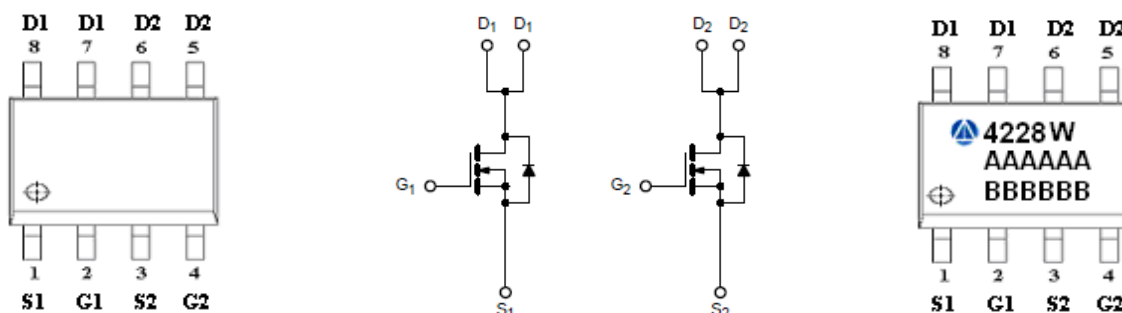 D1 D1 D2 D2
8 7 6 5
1 2 3 4
S1 G1 S2 G2
D1 D1 D2 D2
G1 G2
S1 S2
D1 D1 D2 D2
8 7 6 5
4228W
AAAAAA
BBBBBB
1 2 3 4
S1 G1 S2 G2